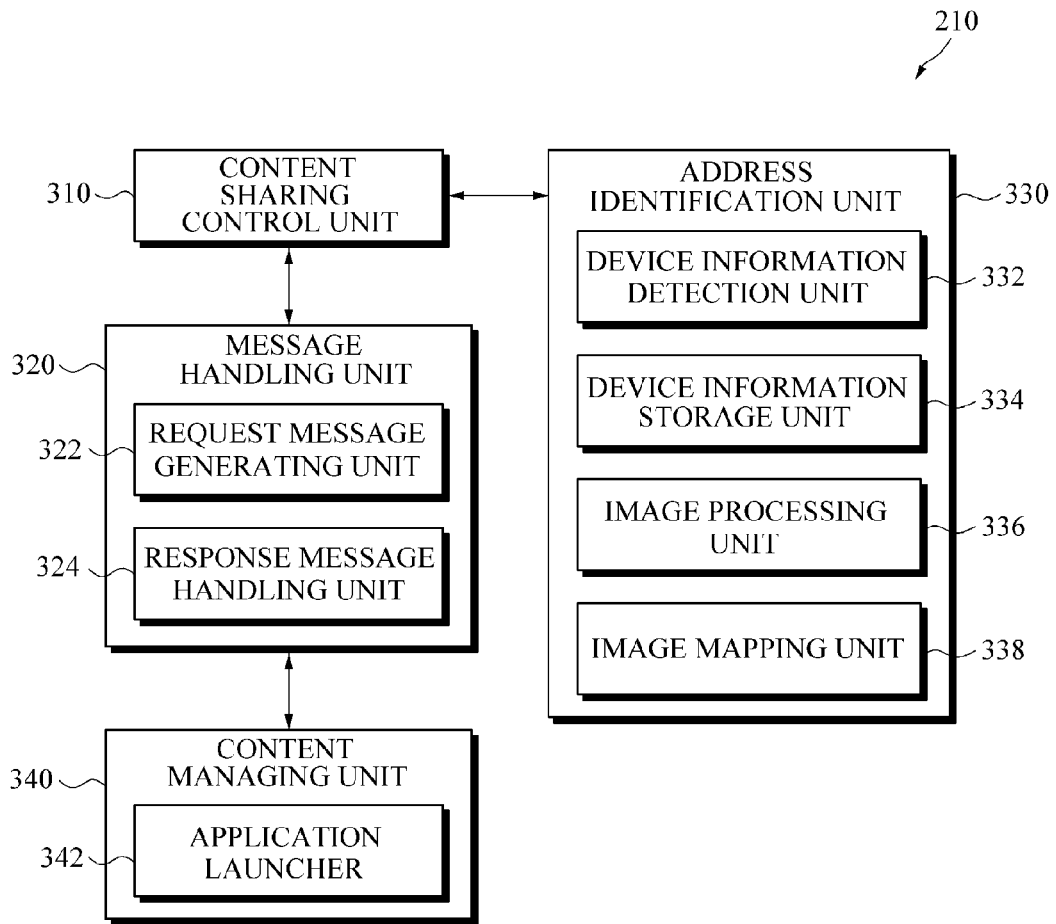 210
310
CONTENT
SHARING
CONTROL UNIT
320
MESSAGE
HANDLING UNIT
322
REQUEST MESSAGE
GENERATING UNIT
324
RESPONSE MESSAGE
HANDLING UNIT
340
CONTENT
MANAGING UNIT
342
APPLICATION
LAUNCHER
ADDRESS
IDENTIFICATION UNIT
330
DEVICE INFORMATION
DETECTION UNIT
332
DEVICE INFORMATION
STORAGE UNIT
334
IMAGE PROCESSING
UNIT
336
IMAGE MAPPING UNIT
338